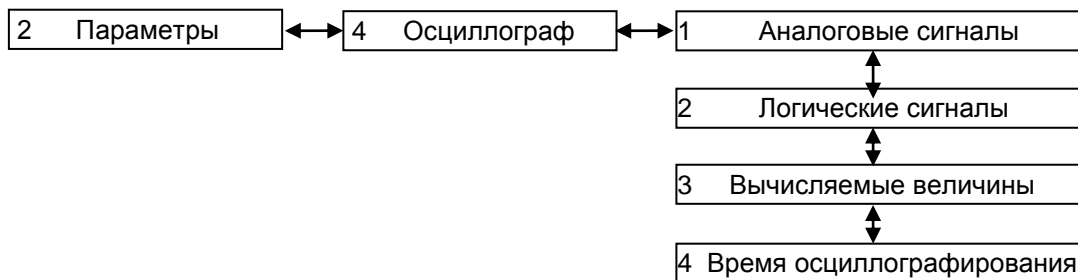 2 Параметры
4 Осциллограф
1 Аналоговые сигналы
2 Логические сигналы
3 Вычисляемые величины
4 Время осциллографирования